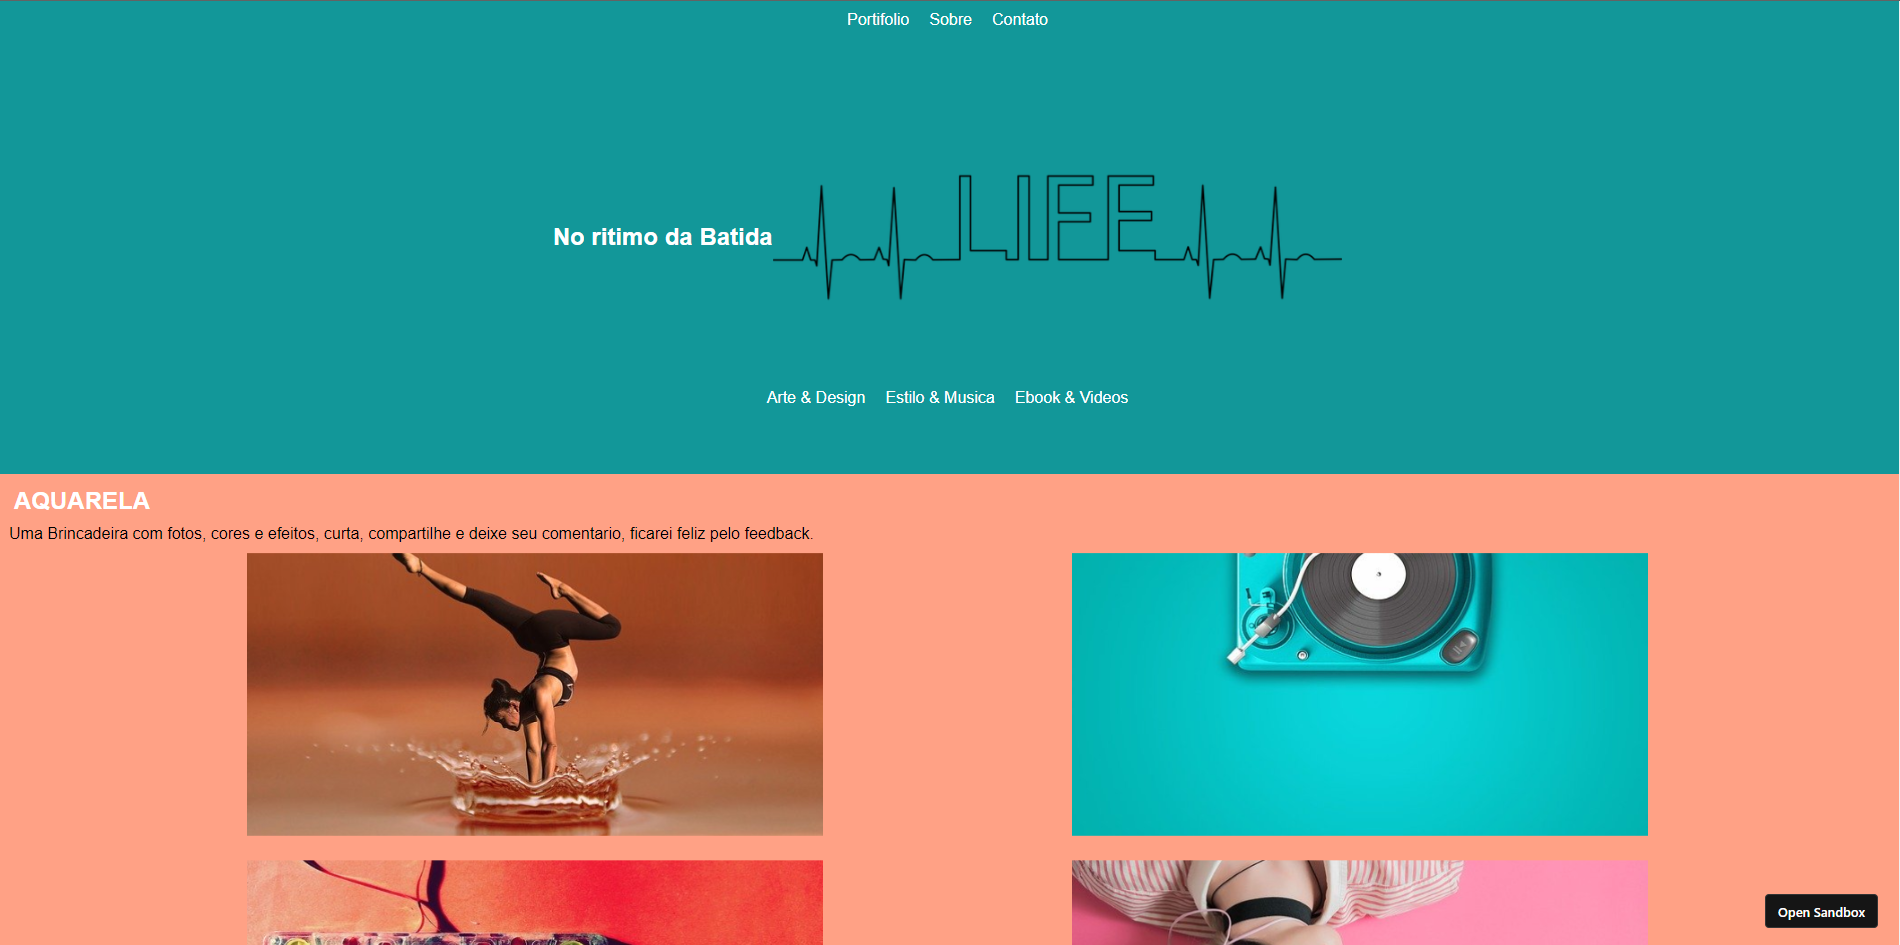 Portifolio Sobre Contato
No ritimo da Batida LIFE
Arte & Design Estilo & Musica Ebook & Videos
AQUARELA
Uma Brincadeira com fotos, cores e efeitos, curta, compartilhe e deixe seu comentario, ficarei feliz pelo feedback.
Open Sandbox